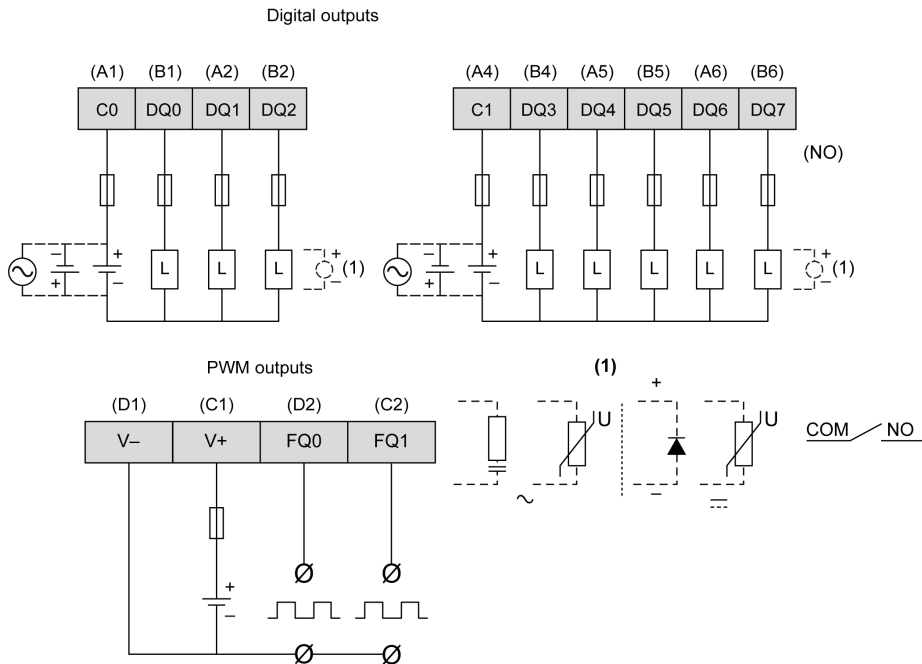 Digital outputs
(A1) (B1) (A2) (B2)
C0 DQ0 DQ1 DQ2
(A4) (B4) (A5) (B5) (A6) (B6)
C1 DQ3 DQ4 DQ5 DQ6 DQ7
(NO)
– + + – L L L + – (1)
– + + – L L L L L + – (1)
PWM outputs
(D1) (C1) (D2) (C2)
V– V+ FQ0 FQ1
+ –
(1)
U + – U
COM NO